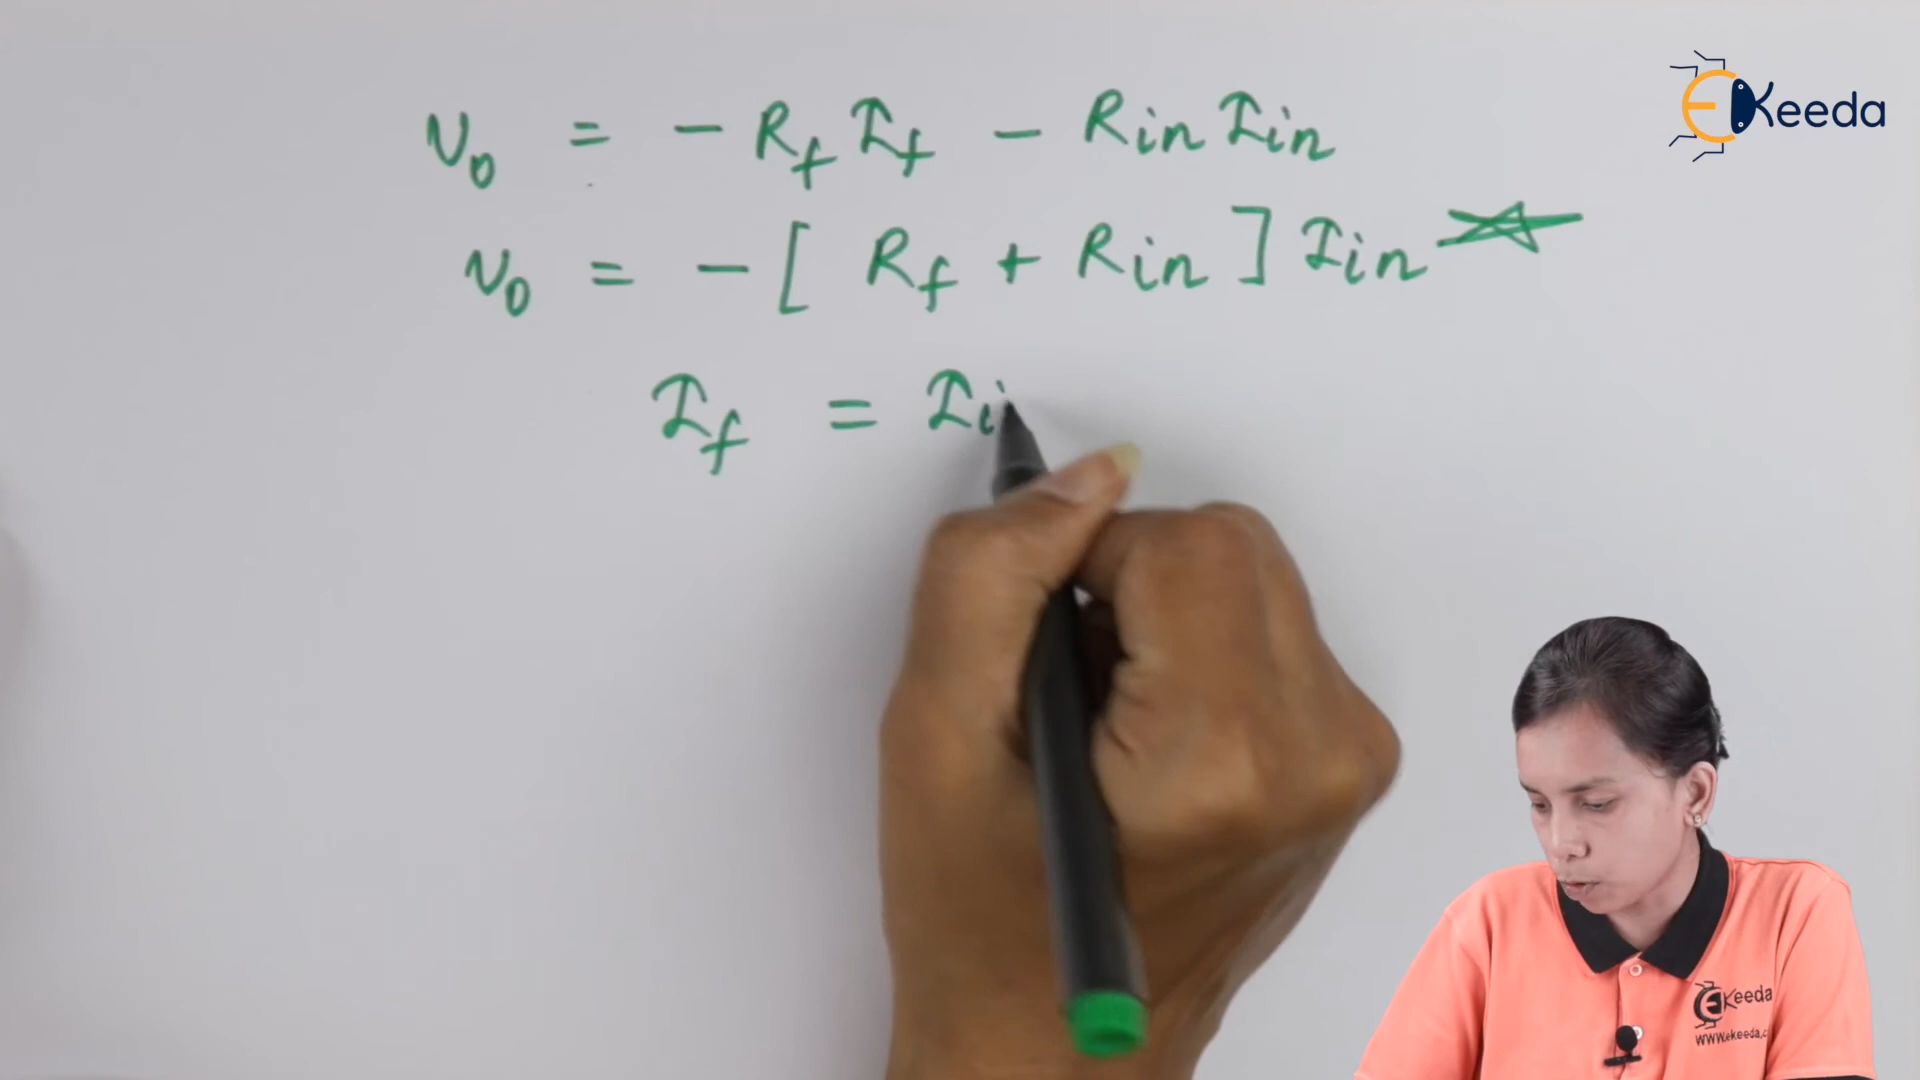 V0 = - Rf If - Rin Iin
V0 = - [ Rf + Rin ] Iin
If = Ii
EKeeda
EKeeda
www.ekeeda.c